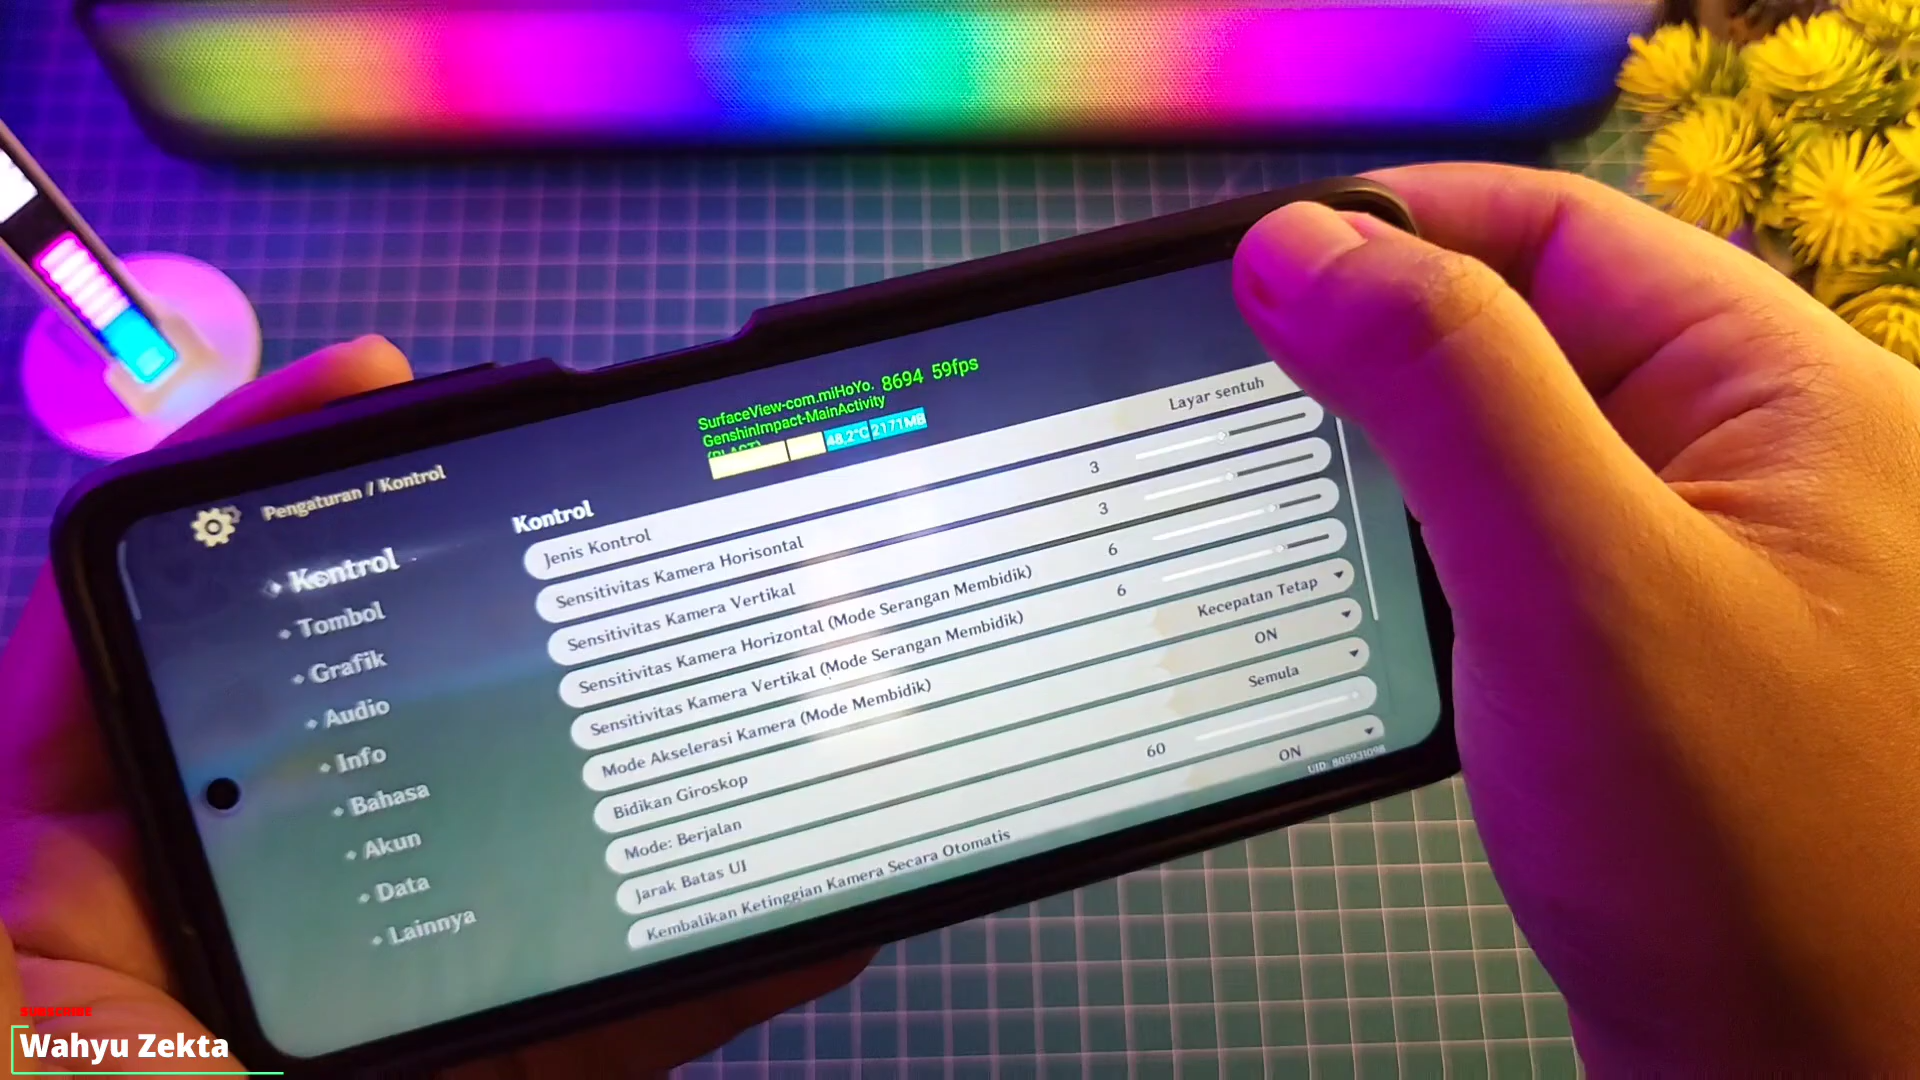 SurfaceView-com.miHoYo. 8694 59fps
GenshinImpact-MainActivity
48,2°C 2171MB
Pengaturan / Kontrol
Kontrol
Tombol
Grafik
Audio
Info
Bahasa
Akun
Data
Lainnya
Kontrol
Jenis Kontrol Layar sentuh
Sensitivitas Kamera Horisontal 3
Sensitivitas Kamera Vertikal 3
Sensitivitas Kamera Horizontal (Mode Serangan Membidik) 6
Sensitivitas Kamera Vertikal (Mode Serangan Membidik) 6
Mode Akselerasi Kamera (Mode Membidik) Kecepatan Tetap
Bidikan Giroskop ON
Mode: Berjalan Semula
Jarak Batas UI 60
Kembalikan Ketinggian Kamera Secara Otomatis ON
UID: 805931098
SUBSCRIBE
Wahyu Zekta